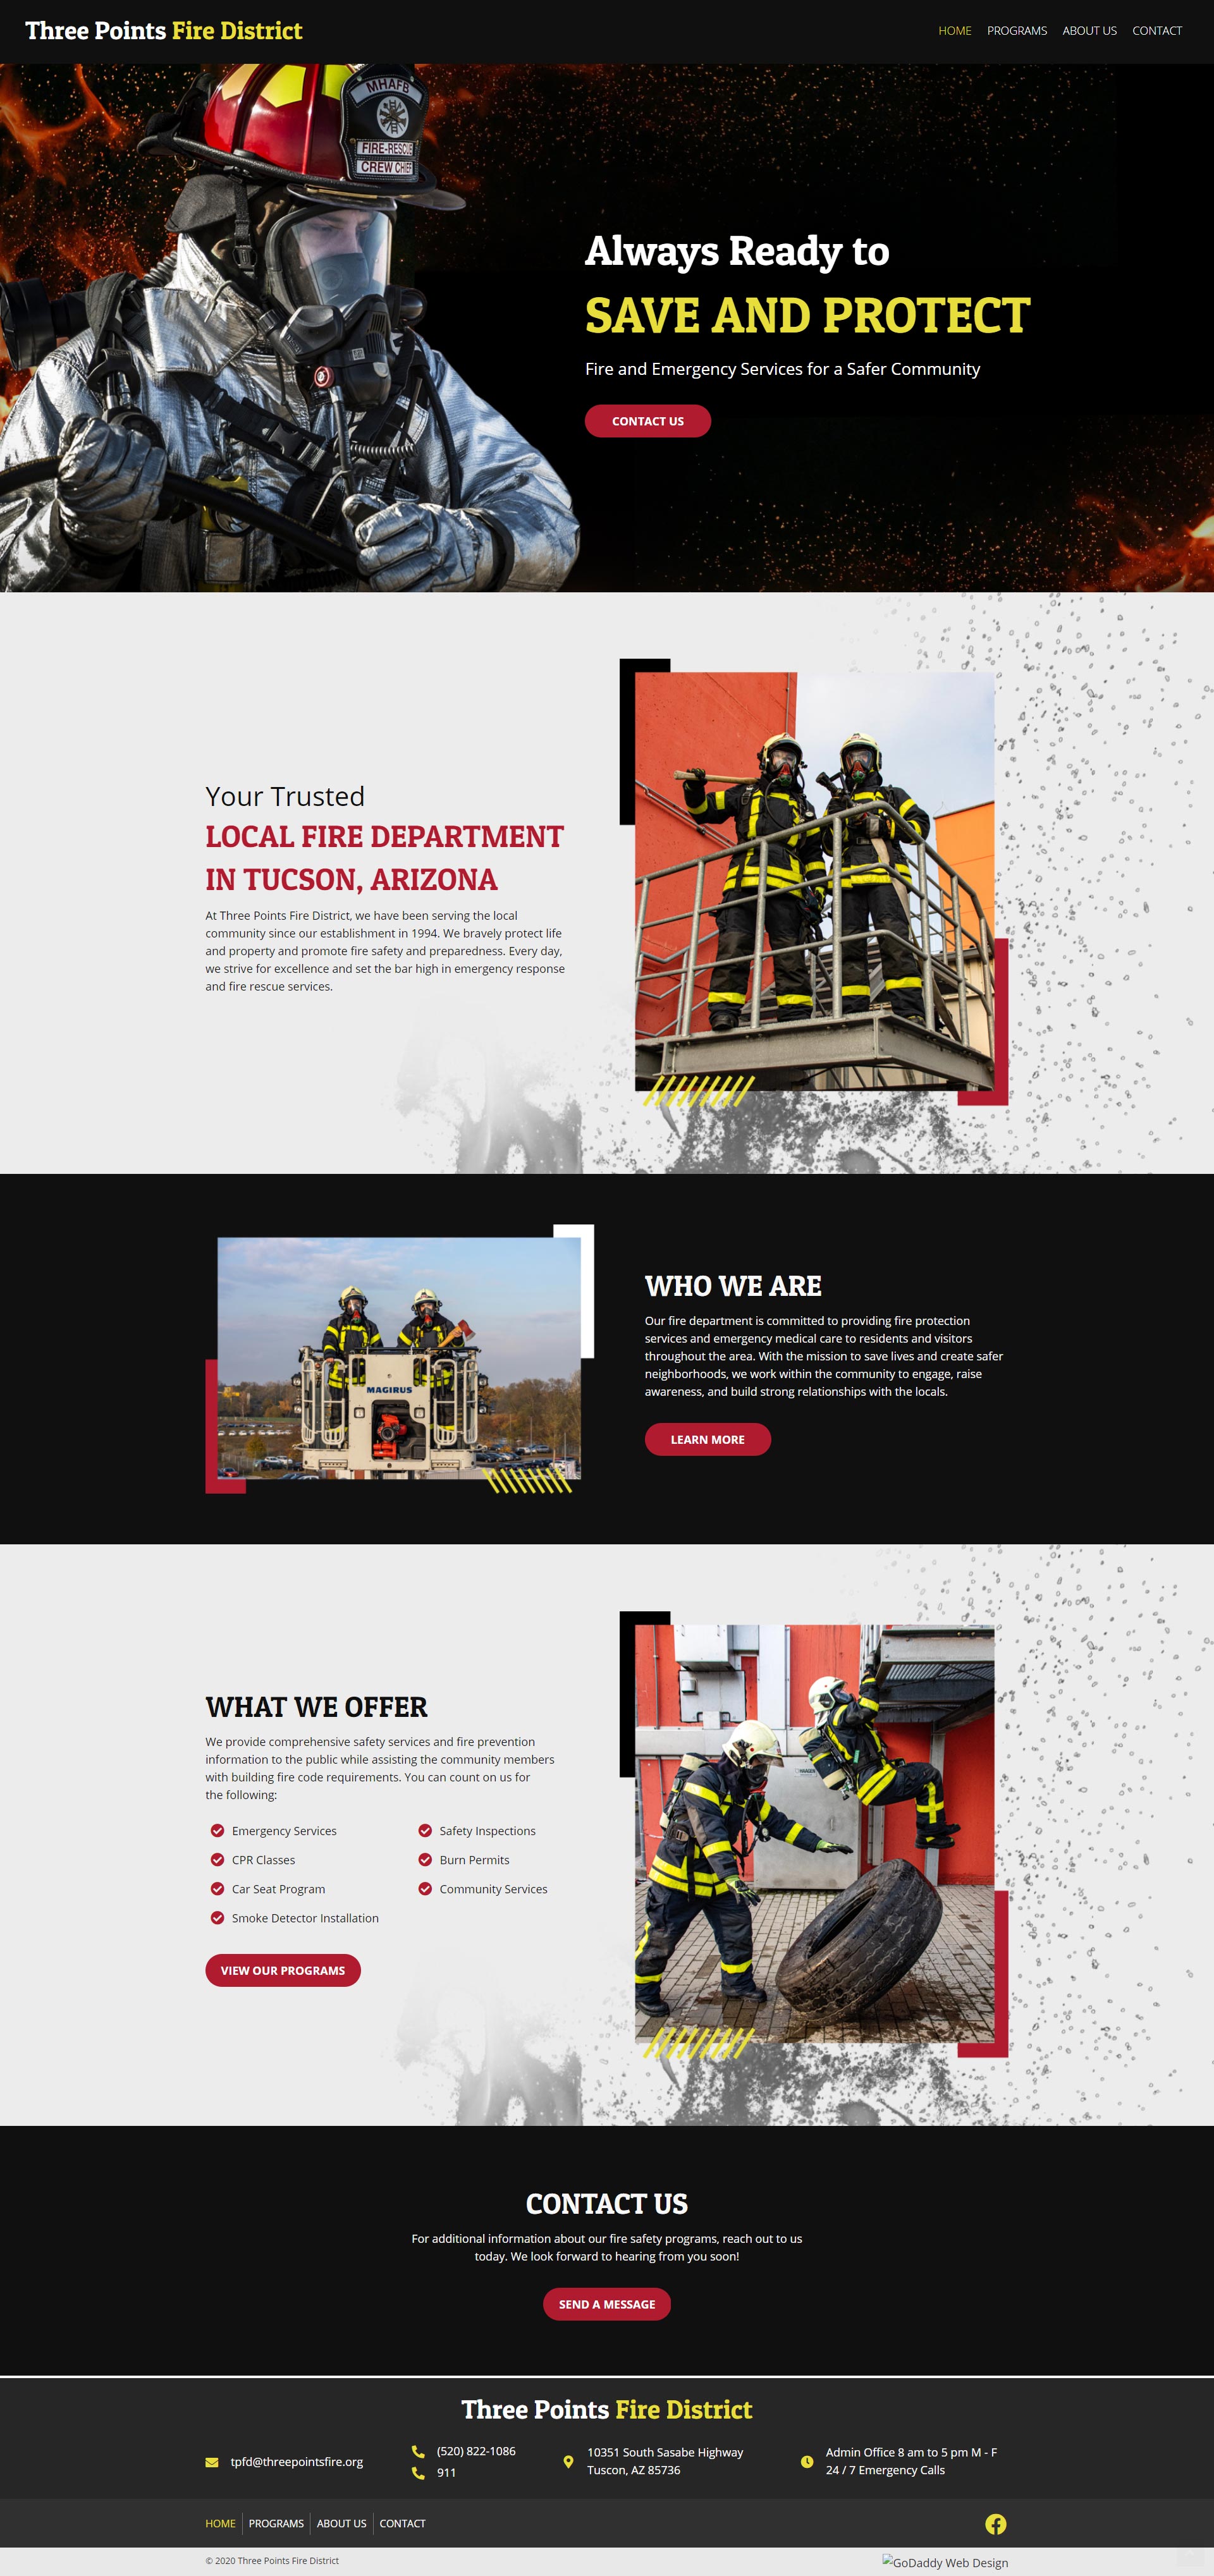 Three Points Fire District
HOME PROGRAMS ABOUT US CONTACT
MHAFB
FIRE-RESCUE
CREW CHIEF
Always Ready to
SAVE AND PROTECT
Fire and Emergency Services for a Safer Community
CONTACT US
Your Trusted
LOCAL FIRE DEPARTMENT
IN TUCSON, ARIZONA
At Three Points Fire District, we have been serving the local
community since our establishment in 1994. We bravely protect life
and property and promote fire safety and preparedness. Every day,
we strive for excellence and set the bar high in emergency response
and fire rescue services.
MAGIRUS
WHO WE ARE
Our fire department is committed to providing fire protection
services and emergency medical care to residents and visitors
throughout the area. With the mission to save lives and create safer
neighborhoods, we work within the community to engage, raise
awareness, and build strong relationships with the locals.
LEARN MORE
WHAT WE OFFER
We provide comprehensive safety services and fire prevention
information to the public while assisting the community members
with building fire code requirements. You can count on us for
the following:
Emergency Services
CPR Classes
Car Seat Program
Smoke Detector Installation
Safety Inspections
Burn Permits
Community Services
VIEW OUR PROGRAMS
CONTACT US
For additional information about our fire safety programs, reach out to us
today. We look forward to hearing from you soon!
SEND A MESSAGE
Three Points Fire District
tpfd@threepointsfire.org
(520) 822-1086
911
10351 South Sasabe Highway
Tuscon, AZ 85736
Admin Office 8 am to 5 pm M - F
24 / 7 Emergency Calls
HOME PROGRAMS ABOUT US CONTACT
© 2020 Three Points Fire District
GoDaddy Web Design